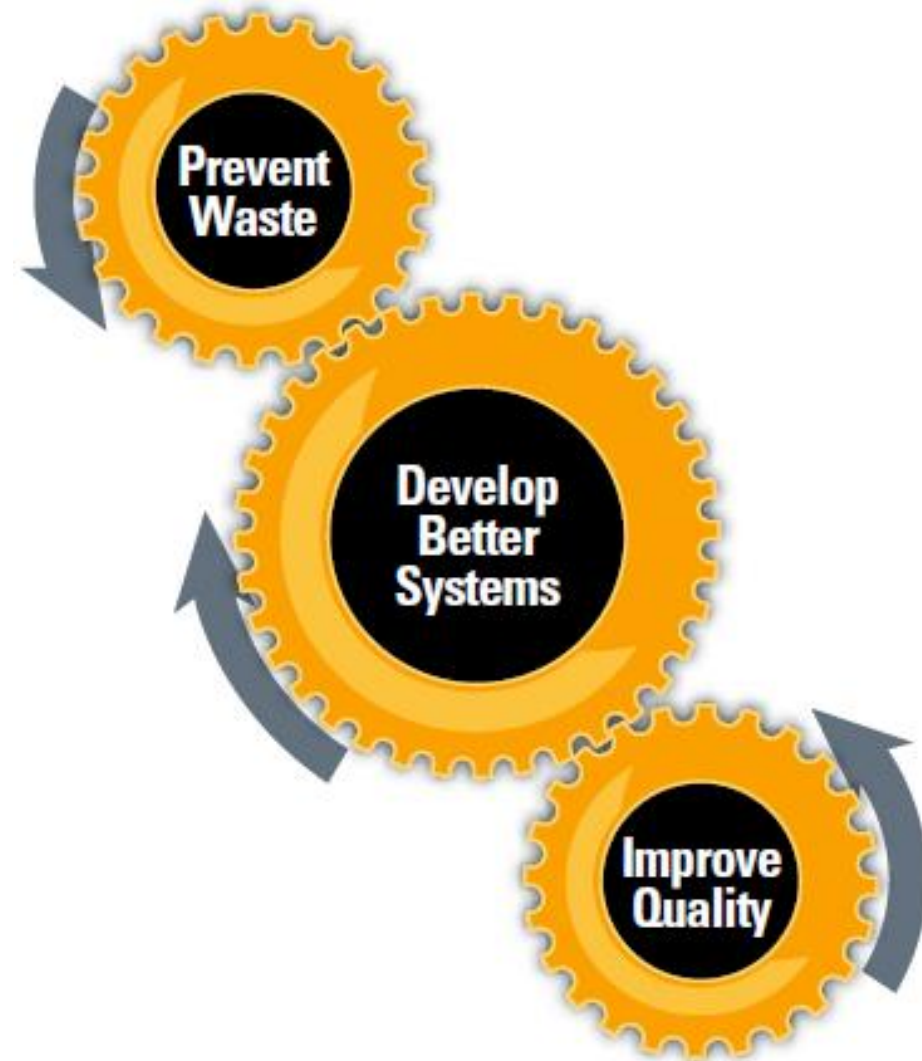 Prevent
Waste
Develop
Better
Systems
Improve
Quality